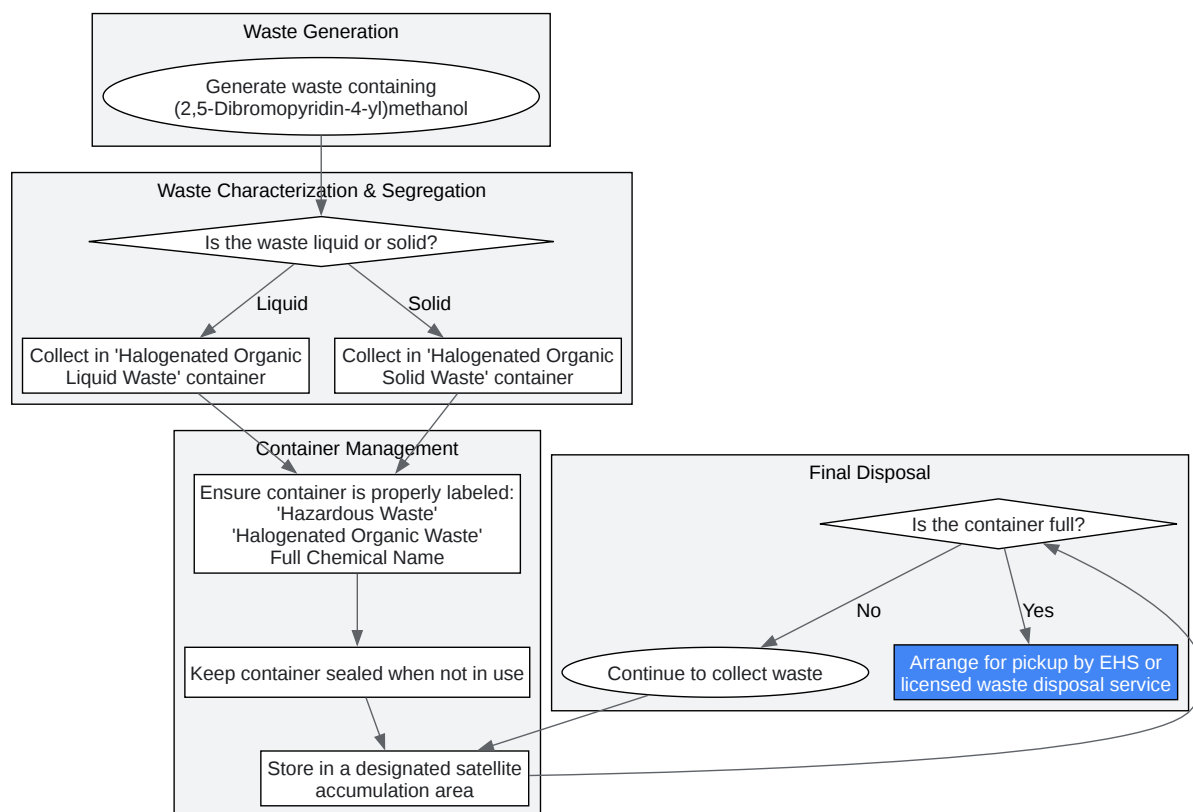 Waste Generation
Generate waste containing
(2,5-Dibromopyridin-4-yl)methanol
Waste Characterization & Segregation
Is the waste liquid or solid?
Liquid
Solid
Collect in 'Halogenated Organic
Liquid Waste' container
Collect in 'Halogenated Organic
Solid Waste' container
Container Management
Ensure container is properly labeled:
'Hazardous Waste'
'Halogenated Organic Waste'
Full Chemical Name
Keep container sealed when not in use
Store in a designated satellite
accumulation area
Final Disposal
Is the container full?
No
Yes
Continue to collect waste
Arrange for pickup by EHS or
licensed waste disposal service